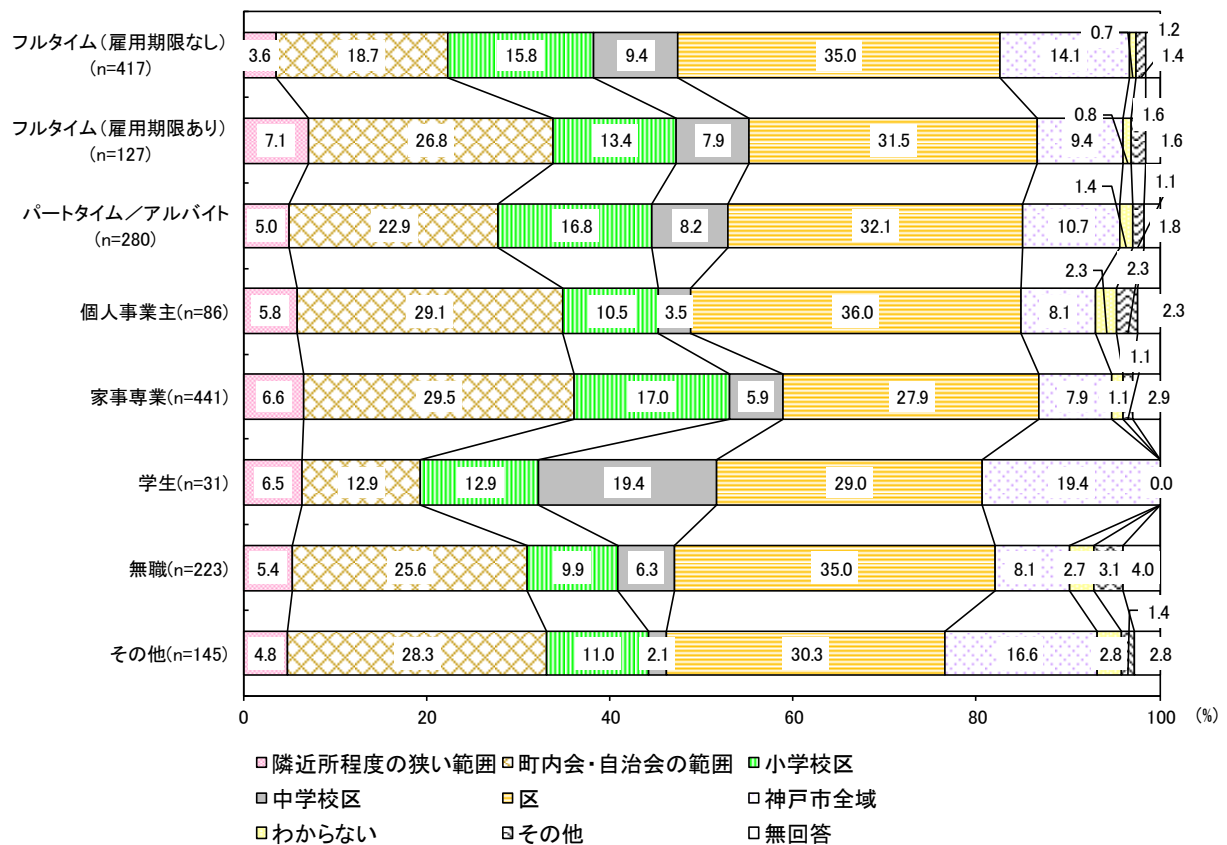 フルタイム（雇用期限なし）
(n=417)
3.6 18.7 15.8 9.4 35.0 14.1 0.7 1.2 1.4
フルタイム（雇用期限あり）
(n=127)
7.1 26.8 13.4 7.9 31.5 9.4 0.8 1.6 1.6
パートタイム／アルバイト
(n=280)
5.0 22.9 16.8 8.2 32.1 10.7 1.4 1.1 1.8
個人事業主(n=86)
5.8 29.1 10.5 3.5 36.0 8.1 2.3 2.3 2.3
家事専業(n=441)
6.6 29.5 17.0 5.9 27.9 7.9 1.1 1.1 2.9
学生(n=31)
6.5 12.9 12.9 19.4 29.0 19.4 0.0
無職(n=223)
5.4 25.6 9.9 6.3 35.0 8.1 2.7 3.1 4.0
その他(n=145)
4.8 28.3 11.0 2.1 30.3 16.6 2.8 1.4 2.8
0 20 40 60 80 100 (%)
隣近所程度の狭い範囲 町内会・自治会の範囲 小学校区
中学校区 区 神戸市全域
わからない その他 無回答